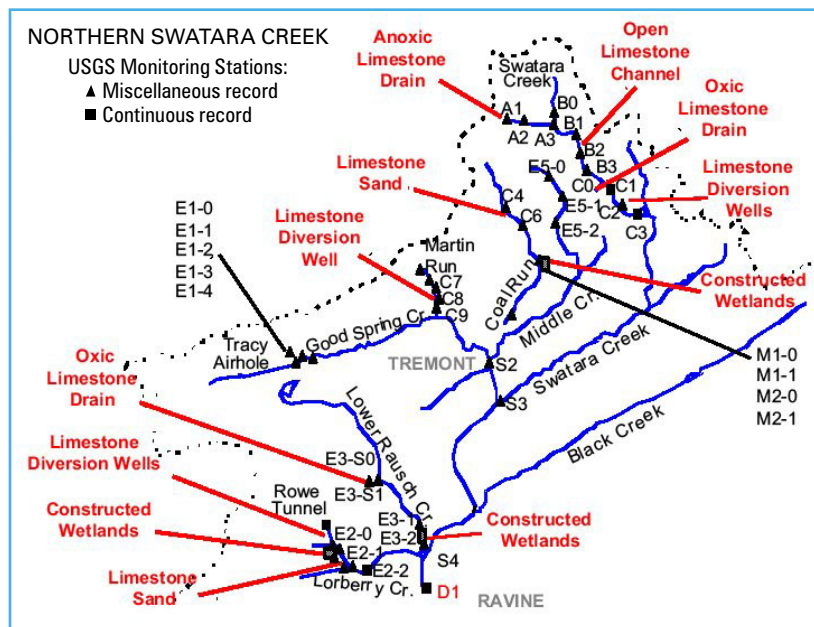 NORTHERN SWATARA CREEK
USGS Monitoring Stations:
▲ Miscellaneous record
■ Continuous record
Anoxic
Limestone
Drain
Swatara
Creek
Open
Limestone
Channel
Oxic
Limestone
Drain
Limestone
Diversion
Wells
A1
A2
A3
B0
B1
B2
B3
C0
C1
C2
C3
E5-0
E5-1
E5-2
Limestone
Sand
C4
C6
Limestone
Diversion
Well
Martin
Run
C7
C8
C9
E1-0
E1-1
E1-2
E1-3
E1-4
Constructed
Wetlands
Coal Run
Middle Cr.
Good Spring Cr.
Tracy
Airhole
TREMONT
S2
S3
Swatara Creek
Black Creek
M1-0
M1-1
M2-0
M2-1
Oxic
Limestone
Drain
Limestone
Diversion Wells
Constructed
Wetlands
Limestone
Sand
Lower Rausch Cr.
E3-S0
E3-S1
Rowe
Tunnel
E2-0
E2-1
E2-2
E3-1
E3-2
Constructed
Wetlands
S4
Lorberry Cr.
D1
RAVINE